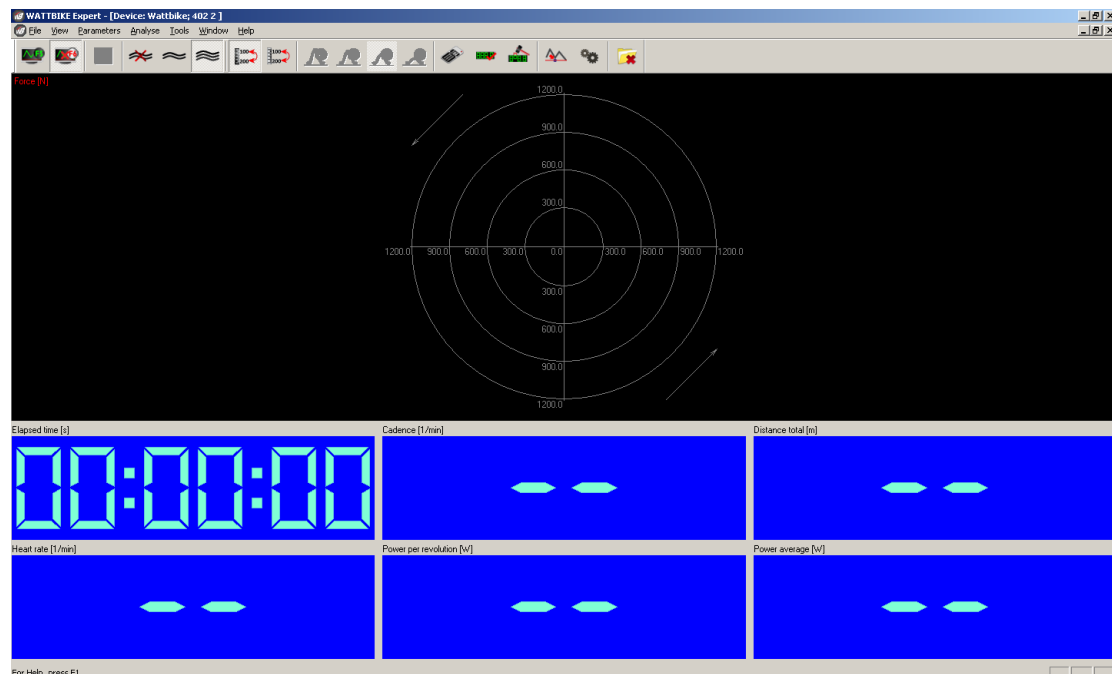 WATTBIKE Expert - [Device: Wattbike; 402 2 ]
File View Parameters Analyse Tools Window Help
Force [N]
1200.0
900.0
600.0
300.0
1200.0 900.0 600.0 300.0 0.0 300.0 600.0 900.0 1200.0
300.0
600.0
900.0
1200.0
Elapsed time [s] Cadence [1/min] Distance total [m]
00:00:00 -- --
Heart rate [1/min] Power per revolution [W] Power average [W]
-- -- --
For Help, press F1